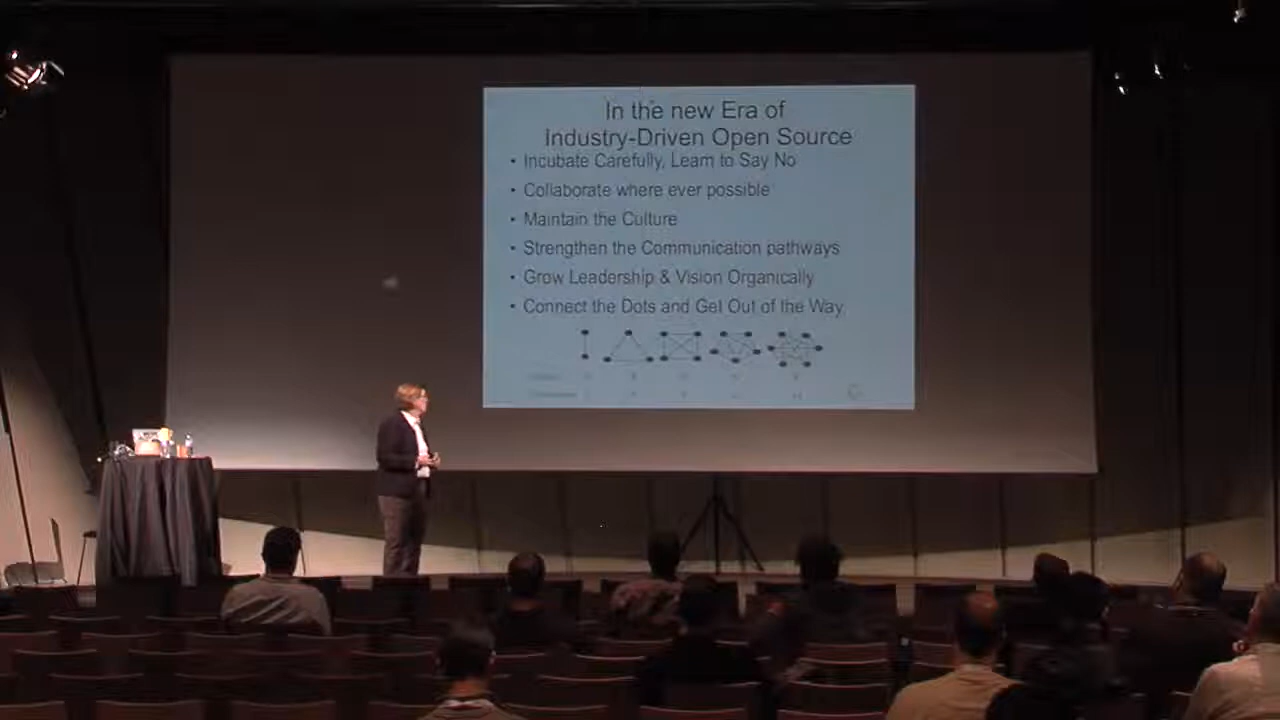 In the new Era of
Industry-Driven Open Source
• Incubate Carefully, Learn to Say No
• Collaborate where ever possible
• Maintain the Culture
• Strengthen the Communication pathways
• Grow Leadership & Vision Organically
• Connect the Dots and Get Out of the Way